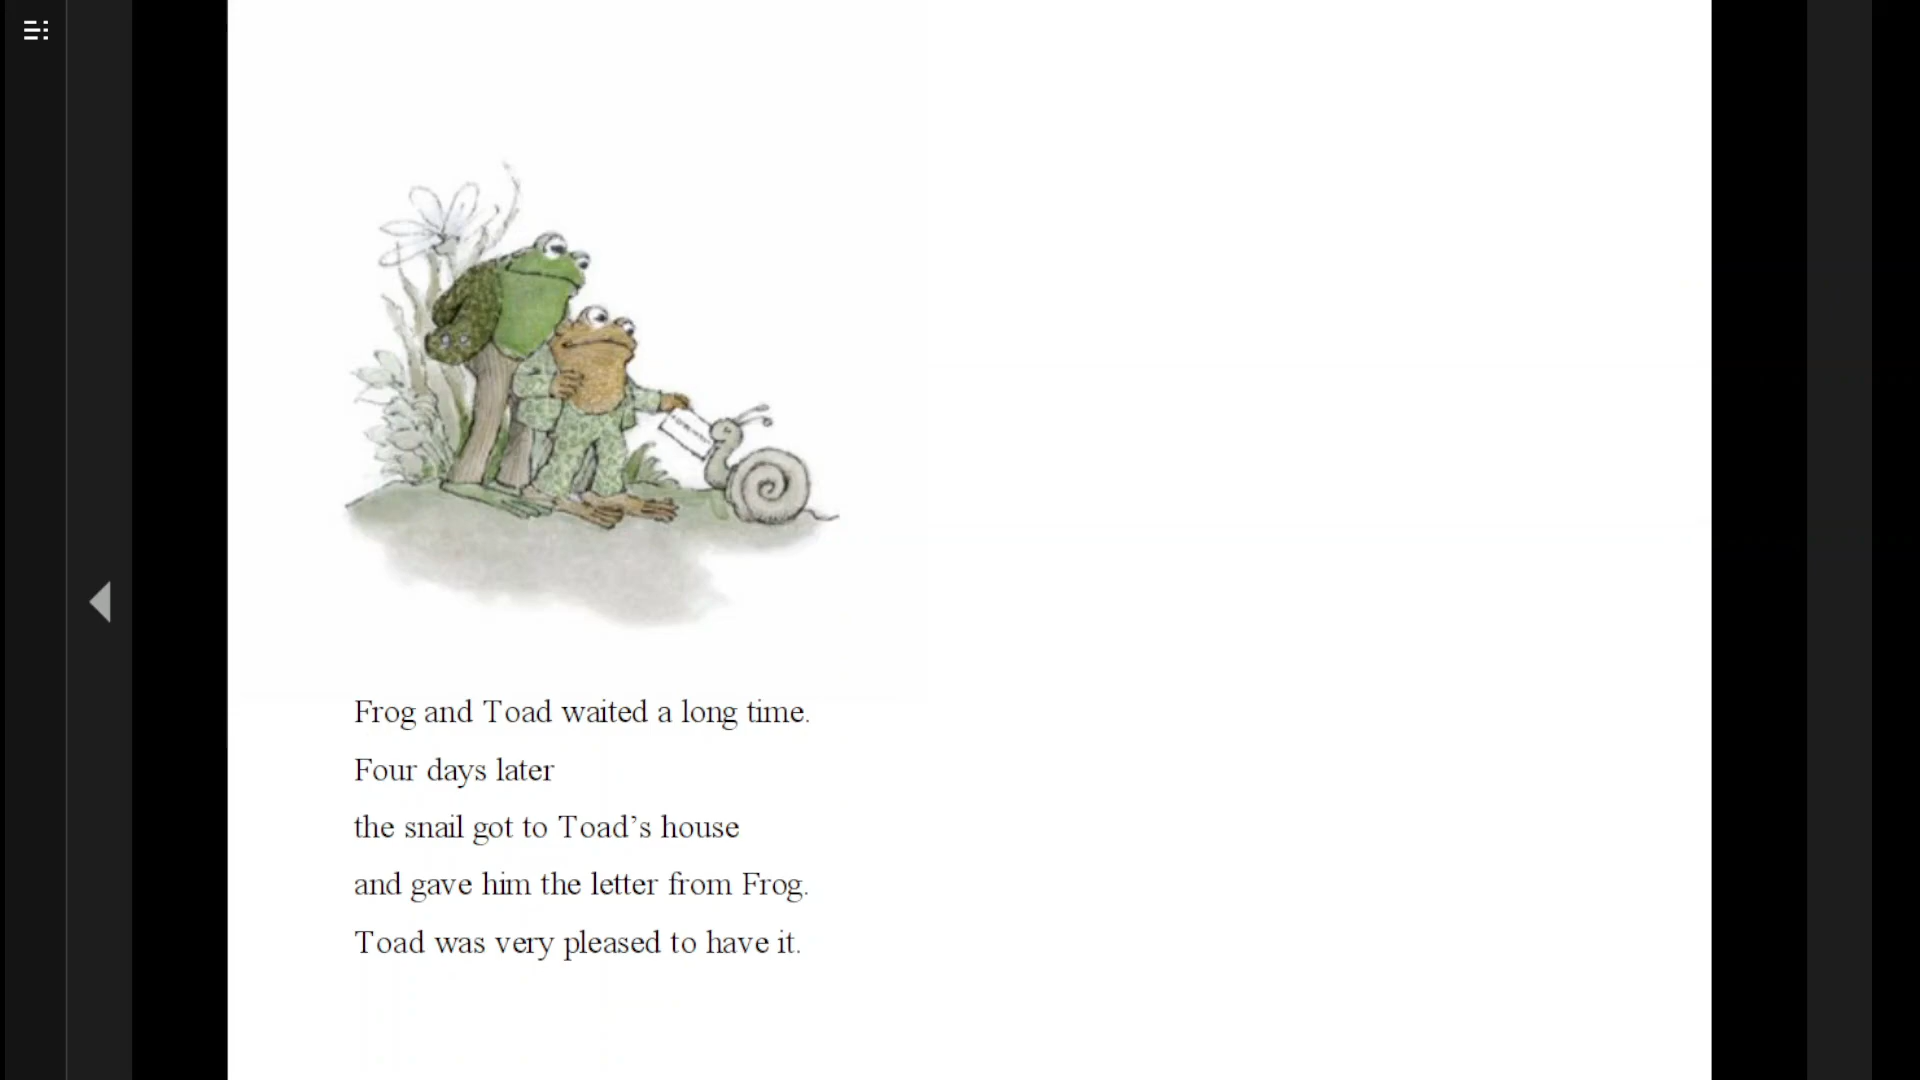 Frog and Toad waited a long time.
Four days later
the snail got to Toad’s house
and gave him the letter from Frog.
Toad was very pleased to have it.